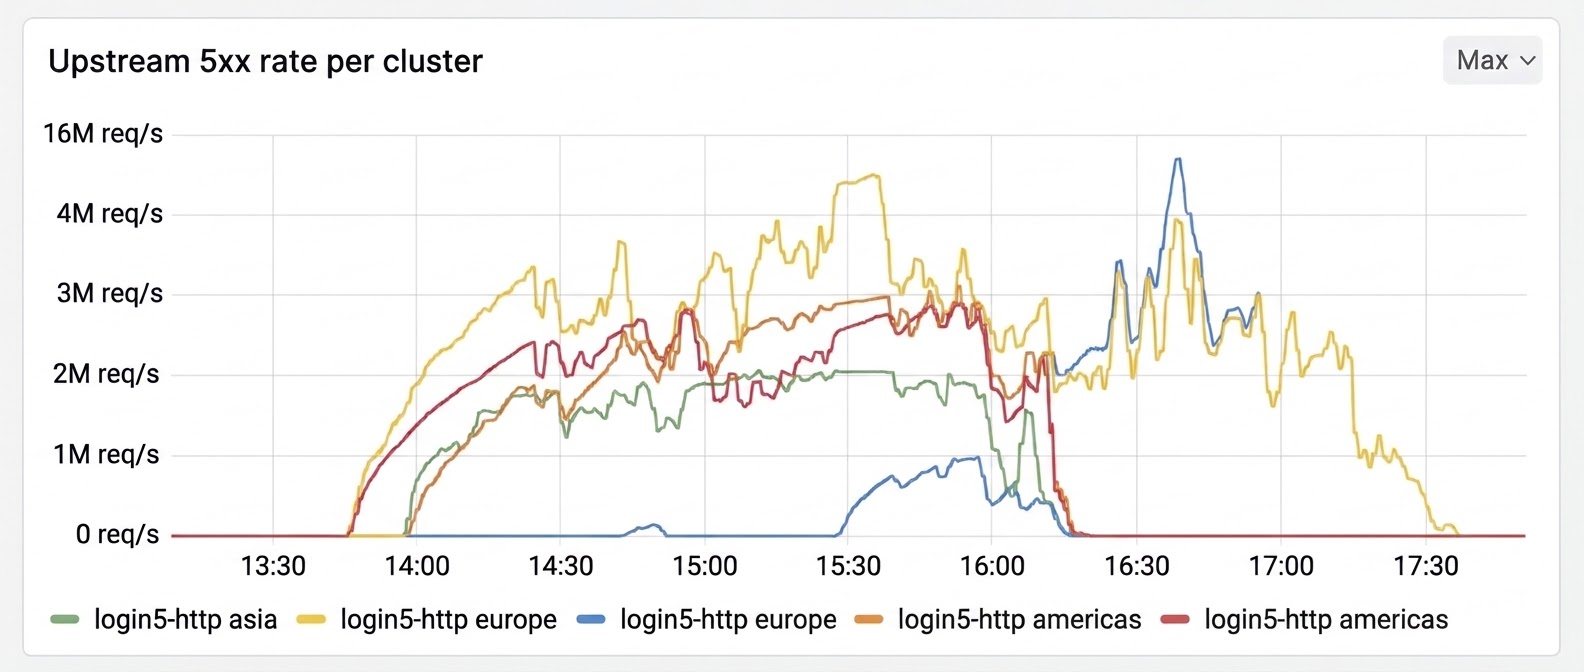 Upstream 5xx rate per cluster
Max
16M req/s
4M req/s
3M req/s
2M req/s
1M req/s
0 req/s
13:30 14:00 14:30 15:00 15:30 16:00 16:30 17:00 17:30
login5-http asia login5-http europe login5-http europe login5-http americas login5-http americas